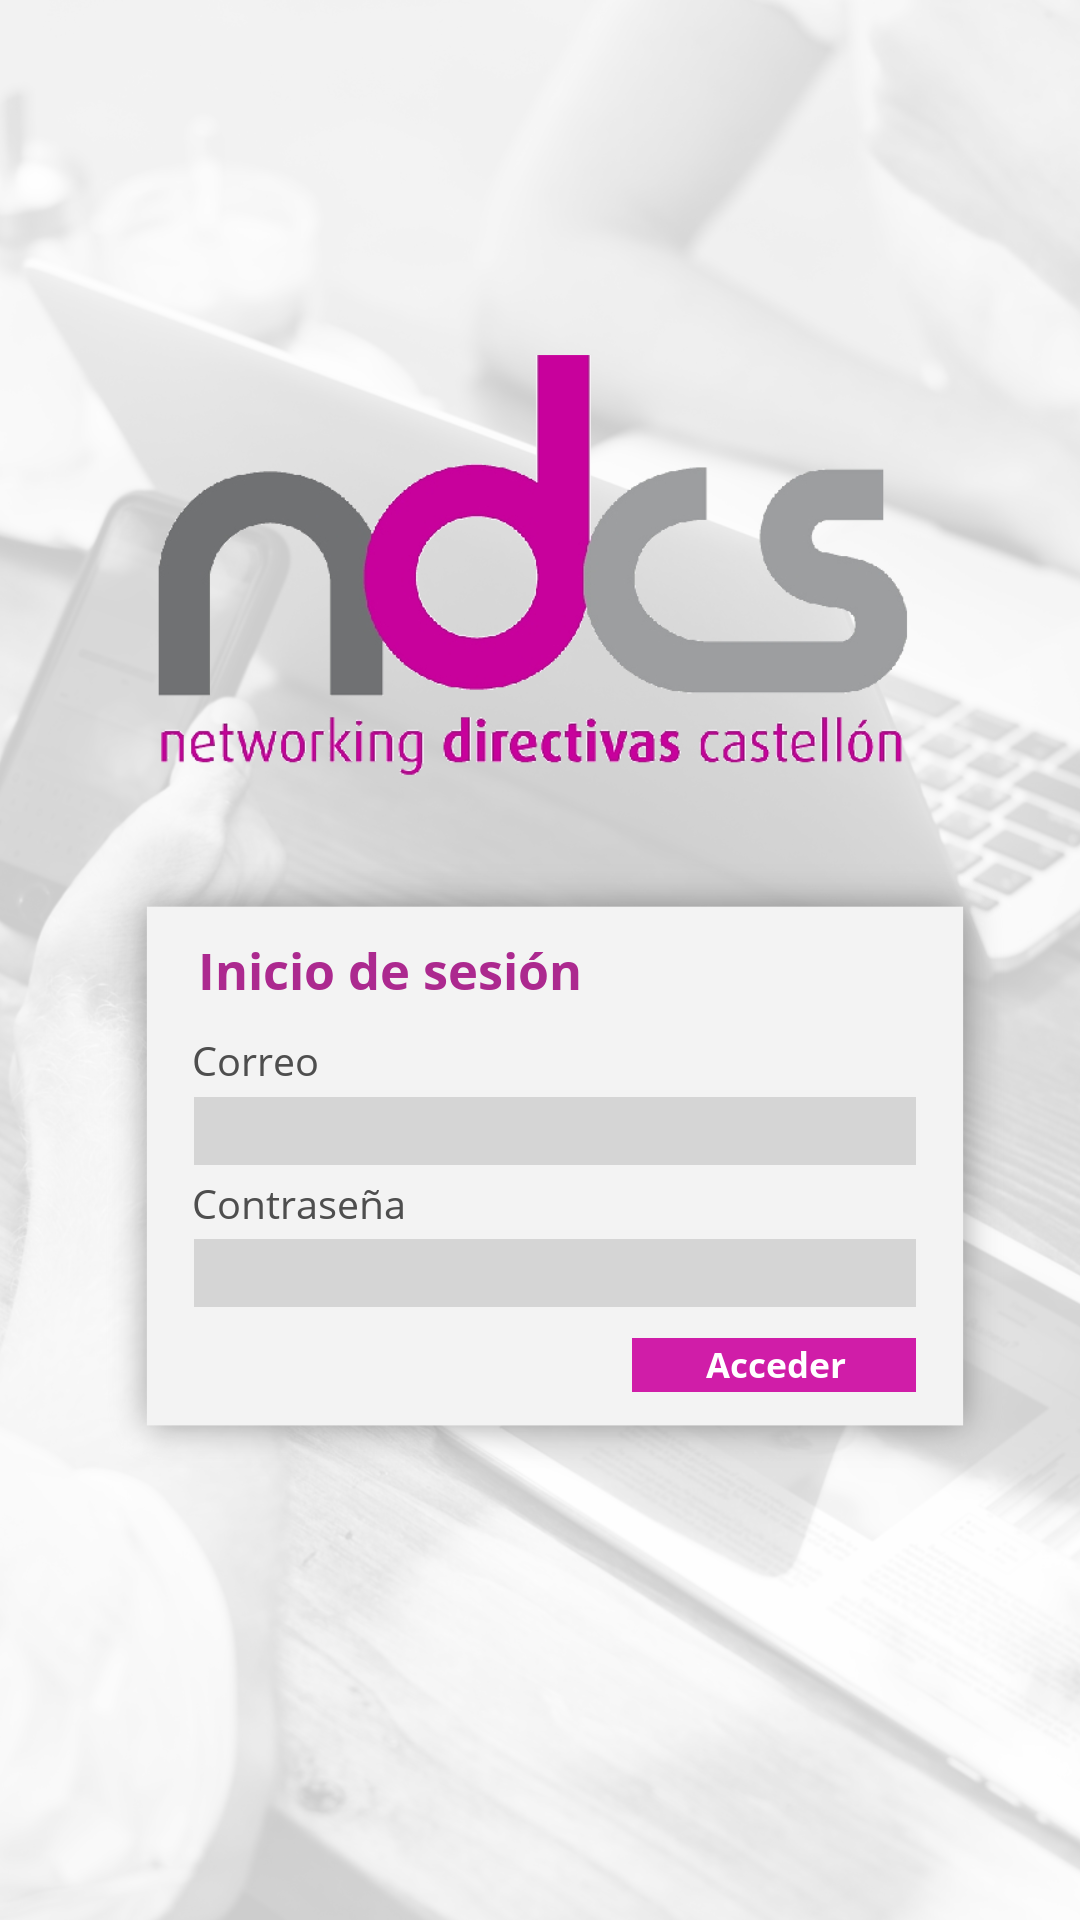 ndcs
networking directivas castellón
Inicio de sesión
Correo
Contraseña
Acceder